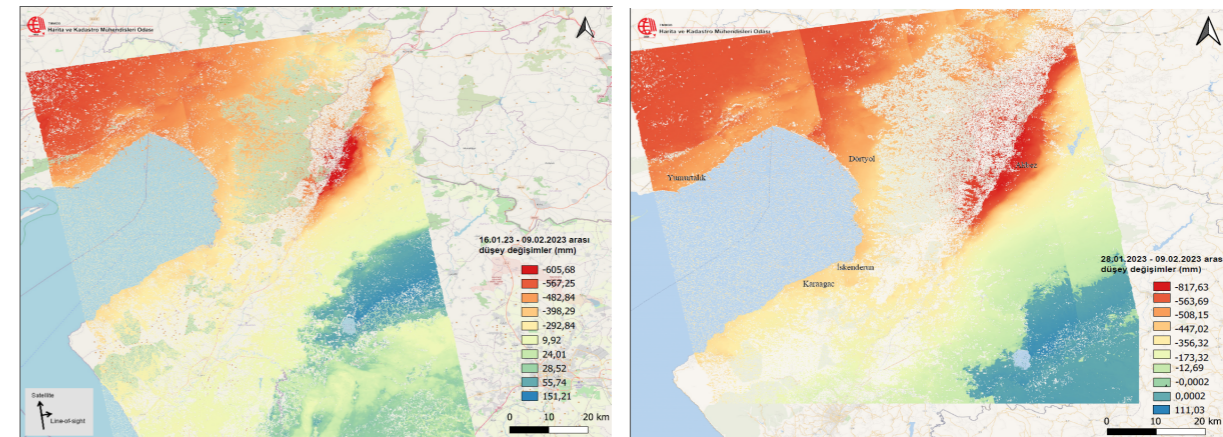 TMMOB
Harita ve Kadastro Mühendisleri Odası
16.01.23 - 09.02.2023 arası
düşey değişimler (mm)
-605,68
-567,25
-482,84
-398,29
-292,84
9,92
24,01
28,52
55,74
151,21
Satellite
Line-of-sight
0 10 20 km
TMMOB
Harita ve Kadastro Mühendisleri Odası
Dörtyol
Yumurtalık
İskenderun
Karaagac
28.01.2023 - 09.02.2023 aras
düşey değişimler (mm)
-817,63
-563,69
-508,15
-447,02
-356,32
-173,32
-12,69
-0,0002
0,0002
111,03
0 10 20 km